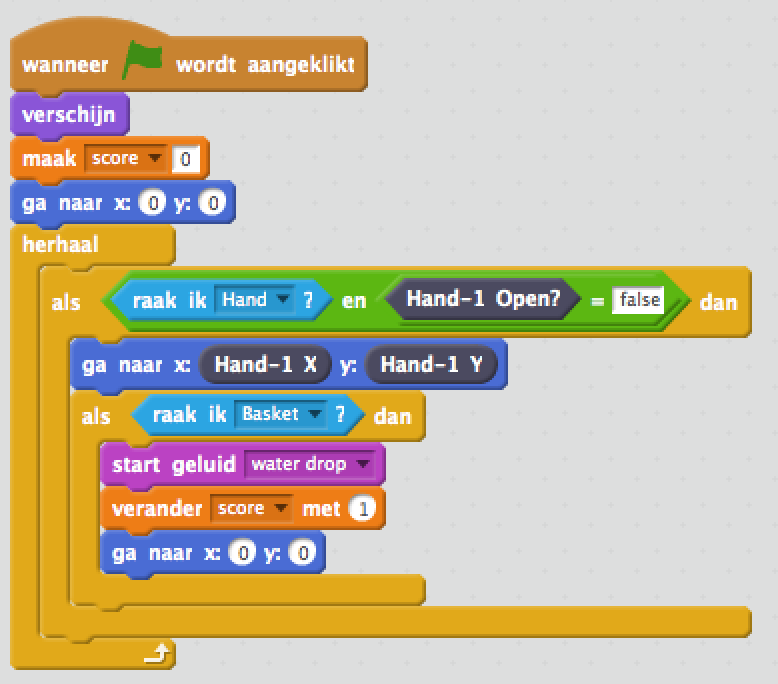 wanneer wordt aangeklikt
verschijn
maak score 0
ga naar x: 0 y: 0
herhaal
als raak ik Hand ? en Hand-1 Open? = false dan
ga naar x: Hand-1 X y: Hand-1 Y
als raak ik Basket ? dan
start geluid water drop
verander score met 1
ga naar x: 0 y: 0